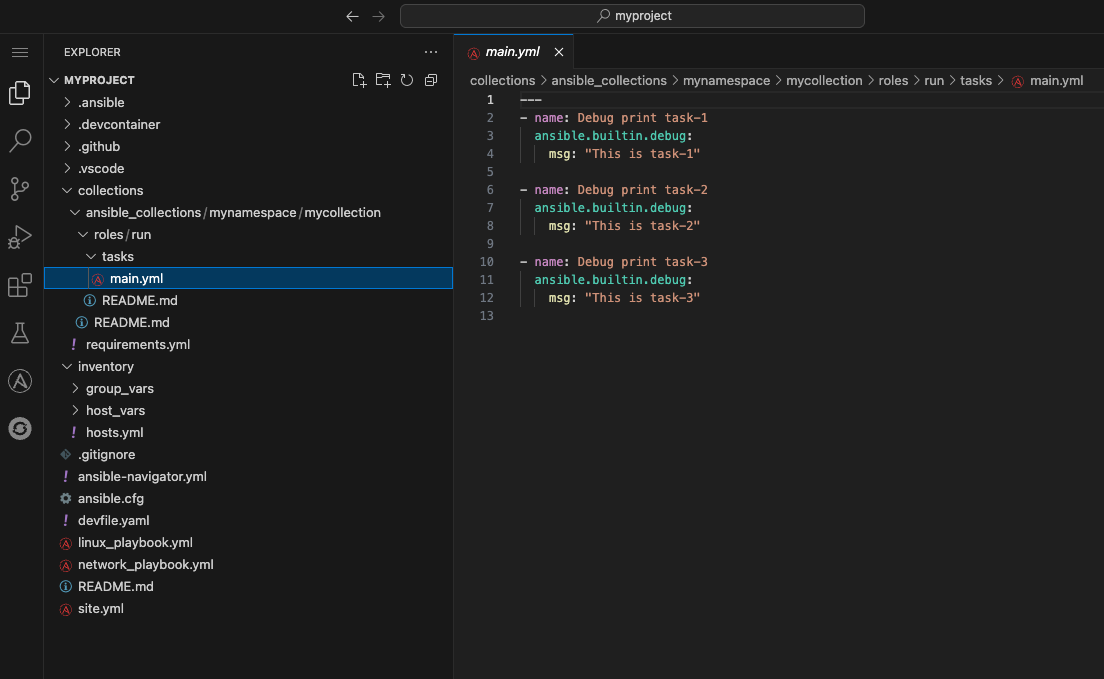 myproject
EXPLORER
MYPROJECT
.ansible
.devcontainer
.github
.vscode
collections
ansible_collections/mynamespace/mycollection
roles/run
tasks
main.yml
README.md
README.md
requirements.yml
inventory
group_vars
host_vars
hosts.yml
.gitignore
ansible-navigator.yml
ansible.cfg
devfile.yaml
linux_playbook.yml
network_playbook.yml
README.md
site.yml
main.yml
collections > ansible_collections > mynamespace > mycollection > roles > run > tasks > main.yml
1 ---
2 - name: Debug print task-1
3 ansible.builtin.debug:
4 msg: "This is task-1"
5
6 - name: Debug print task-2
7 ansible.builtin.debug:
8 msg: "This is task-2"
9
10 - name: Debug print task-3
11 ansible.builtin.debug:
12 msg: "This is task-3"
13